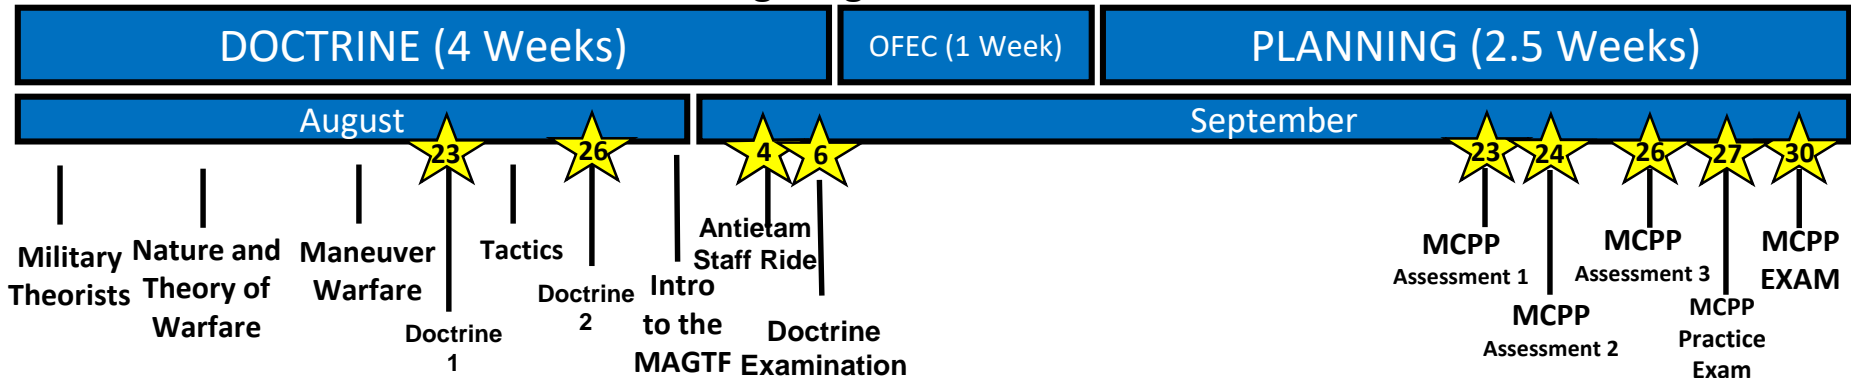 DOCTRINE (4 Weeks)
OFEC (1 Week)
PLANNING (2.5 Weeks)
August
September
23
26
4
6
23
24
26
27
30
Military
Theorists
Nature and
Theory of
Warfare
Maneuver
Warfare
Doctrine
1
Tactics
Doctrine
2
Intro
to the
MAGTF
Antietam
Staff Ride
Doctrine
Examination
MCPP
Assessment 1
MCPP
Assessment 2
MCPP
Assessment 3
MCPP
Practice
Exam
MCPP
EXAM